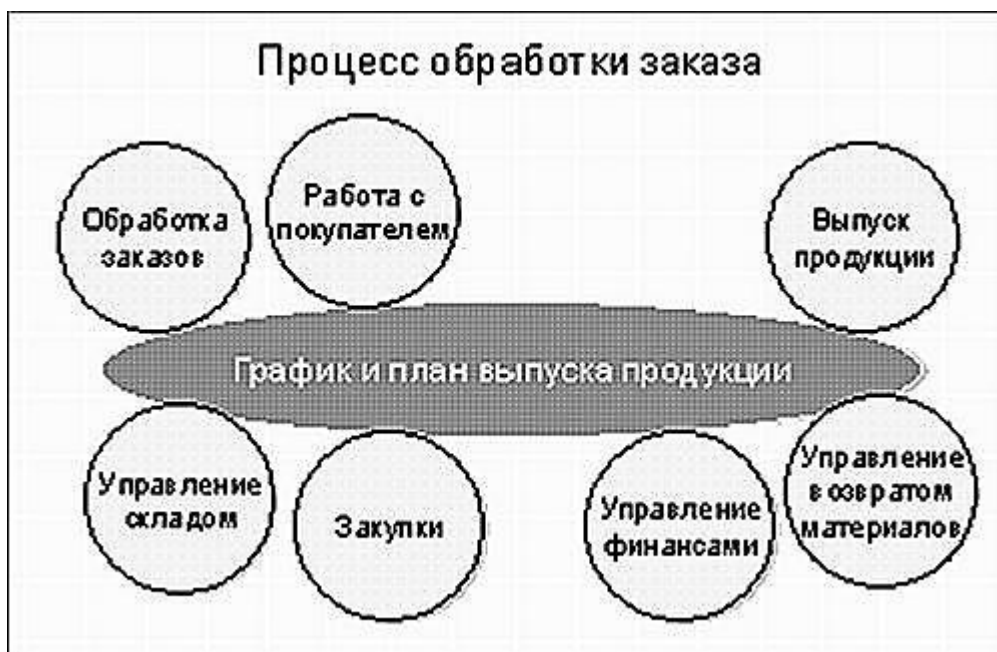 Процесс обработки заказа
Обработка
заказов
Работа с
покупателем
Выпуск
продукции
График и план выпуска продукции
Управление
складом
Закупки
Управление
финансами
Управление
возвратом
материалов